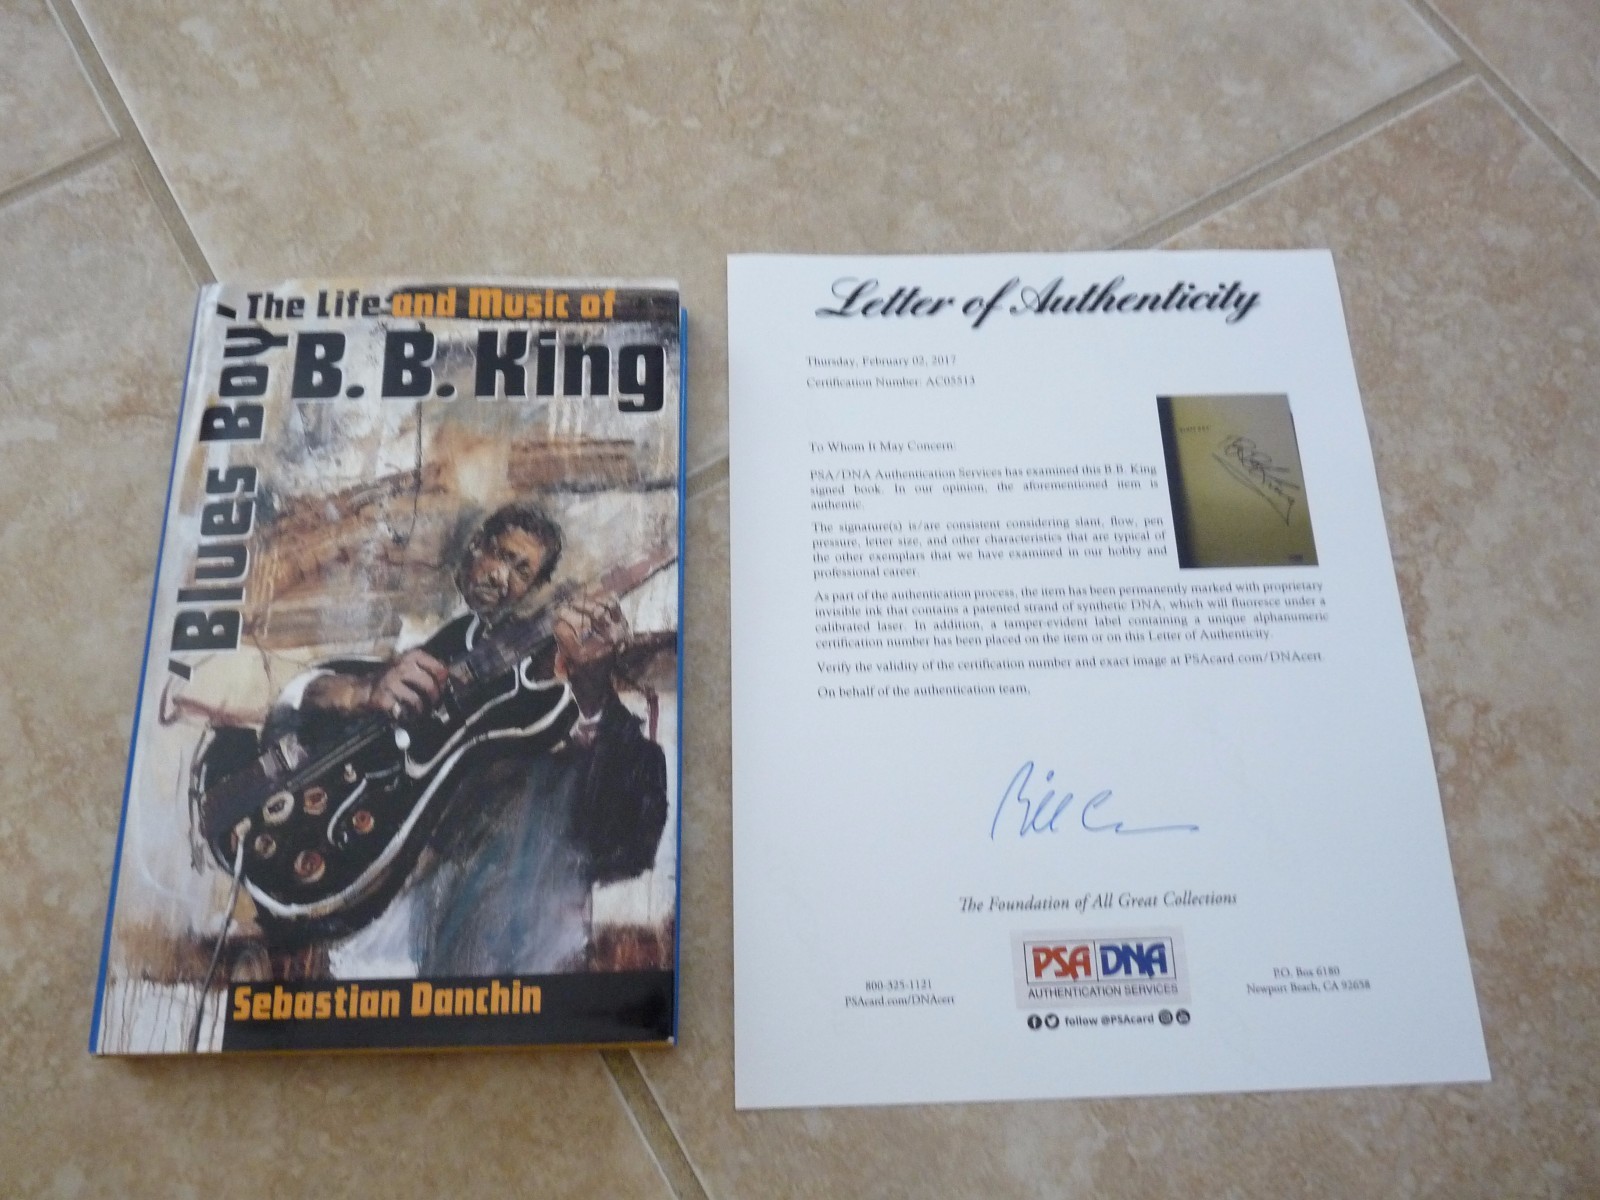 The Life and Music of
B. B. King
'Blues Boy'
Sebastian Danchin
Letter of Authenticity
Thursday, February 02, 2017
Certification Number: AC05513
To Whom It May Concern:
PSA/DNA Authentication Services has examined this B.B. King
signed book. In our opinion, the aforementioned item is
authentic.
The signature(s) is/are consistent considering slant, flow, pen
pressure, letter size, and other characteristics that are typical of
the other exemplars that we have examined in our hobby and
professional career.
As part of the authentication process, the item has been permanently marked with proprietary
invisible ink that contains a patented strand of synthetic DNA, which will fluoresce under a
calibrated laser. In addition, a tamper-evident label containing a unique alphanumeric
certification number has been placed on the item or on this Letter of Authenticity.
Verify the validity of the certification number and exact image at PSAcard.com/DNAcert
On behalf of the authentication team,
The Foundation of All Great Collections
PSA DNA
AUTHENTICATION SERVICES
800-325-1121
PSAcard.com/DNAcert
P.O. Box 6180
Newport Beach, CA 92658
follow @PSAcard